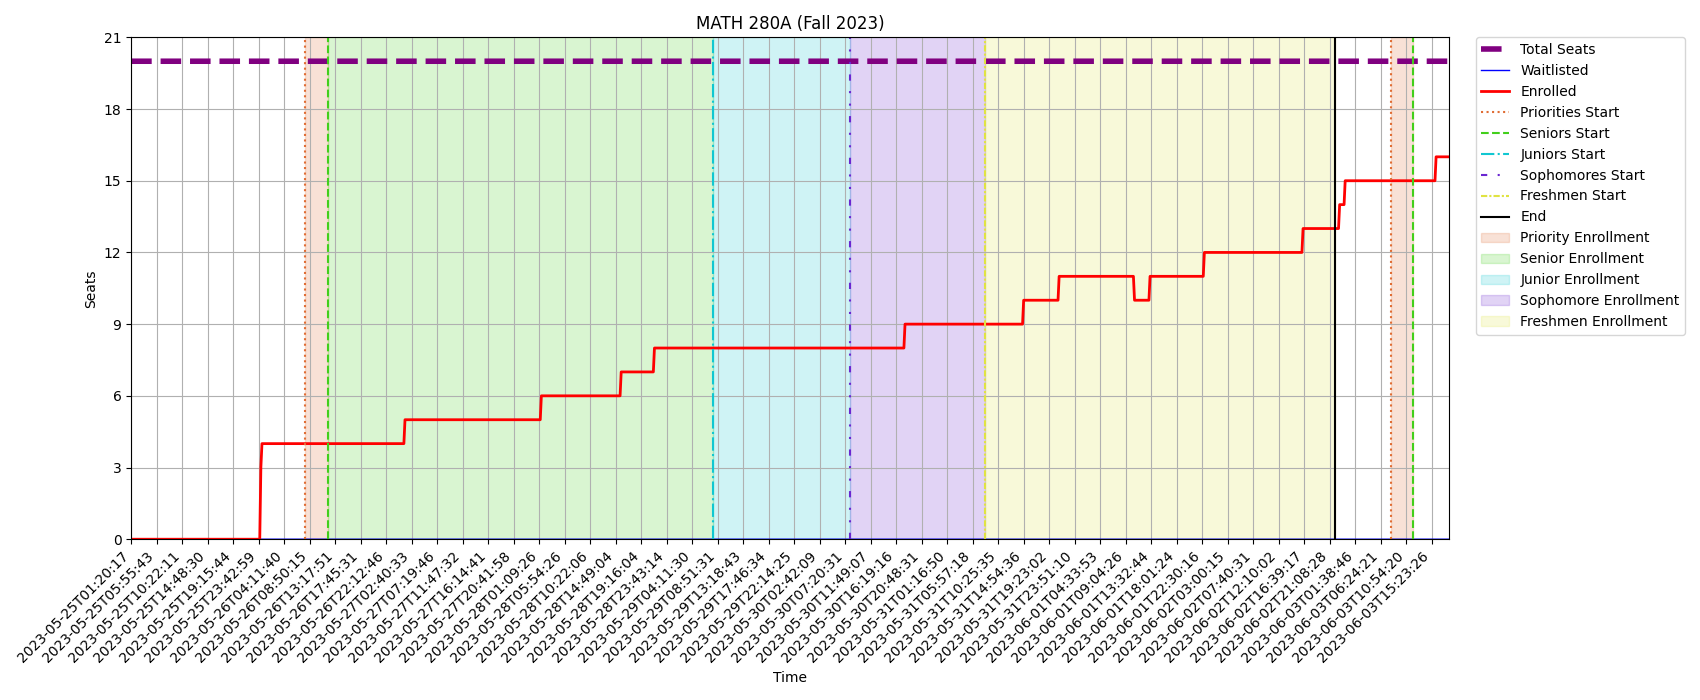 MATH 280A (Fall 2023)
Seats
21
18
15
12
9
6
3
0
2023-05-25T01:20:17
2023-05-25T05:55:43
2023-05-25T10:22:11
2023-05-25T14:48:30
2023-05-25T19:15:44
2023-05-25T23:42:59
2023-05-26T04:11:40
2023-05-26T08:50:15
2023-05-26T13:17:51
2023-05-26T17:45:31
2023-05-26T22:12:46
2023-05-27T02:40:33
2023-05-27T07:19:46
2023-05-27T11:47:32
2023-05-27T16:14:41
2023-05-27T20:41:58
2023-05-28T01:09:26
2023-05-28T05:54:26
2023-05-28T10:22:06
2023-05-28T14:49:04
2023-05-28T19:16:04
2023-05-28T23:43:14
2023-05-29T04:11:30
2023-05-29T08:51:31
2023-05-29T13:18:43
2023-05-29T17:46:34
2023-05-29T22:14:25
2023-05-30T02:42:09
2023-05-30T07:20:31
2023-05-30T11:49:07
2023-05-30T16:19:16
2023-05-30T20:48:31
2023-05-31T01:16:50
2023-05-31T05:57:18
2023-05-31T10:25:35
2023-05-31T14:54:36
2023-05-31T19:23:02
2023-05-31T23:51:10
2023-06-01T04:33:53
2023-06-01T09:04:26
2023-06-01T13:32:44
2023-06-01T18:01:24
2023-06-01T22:30:16
2023-06-02T03:00:15
2023-06-02T07:40:31
2023-06-02T12:10:02
2023-06-02T16:39:17
2023-06-02T21:08:28
2023-06-03T01:38:46
2023-06-03T06:24:21
2023-06-03T10:54:20
2023-06-03T15:23:26
Time
Total Seats
Waitlisted
Enrolled
Priorities Start
Seniors Start
Juniors Start
Sophomores Start
Freshmen Start
End
Priority Enrollment
Senior Enrollment
Junior Enrollment
Sophomore Enrollment
Freshmen Enrollment